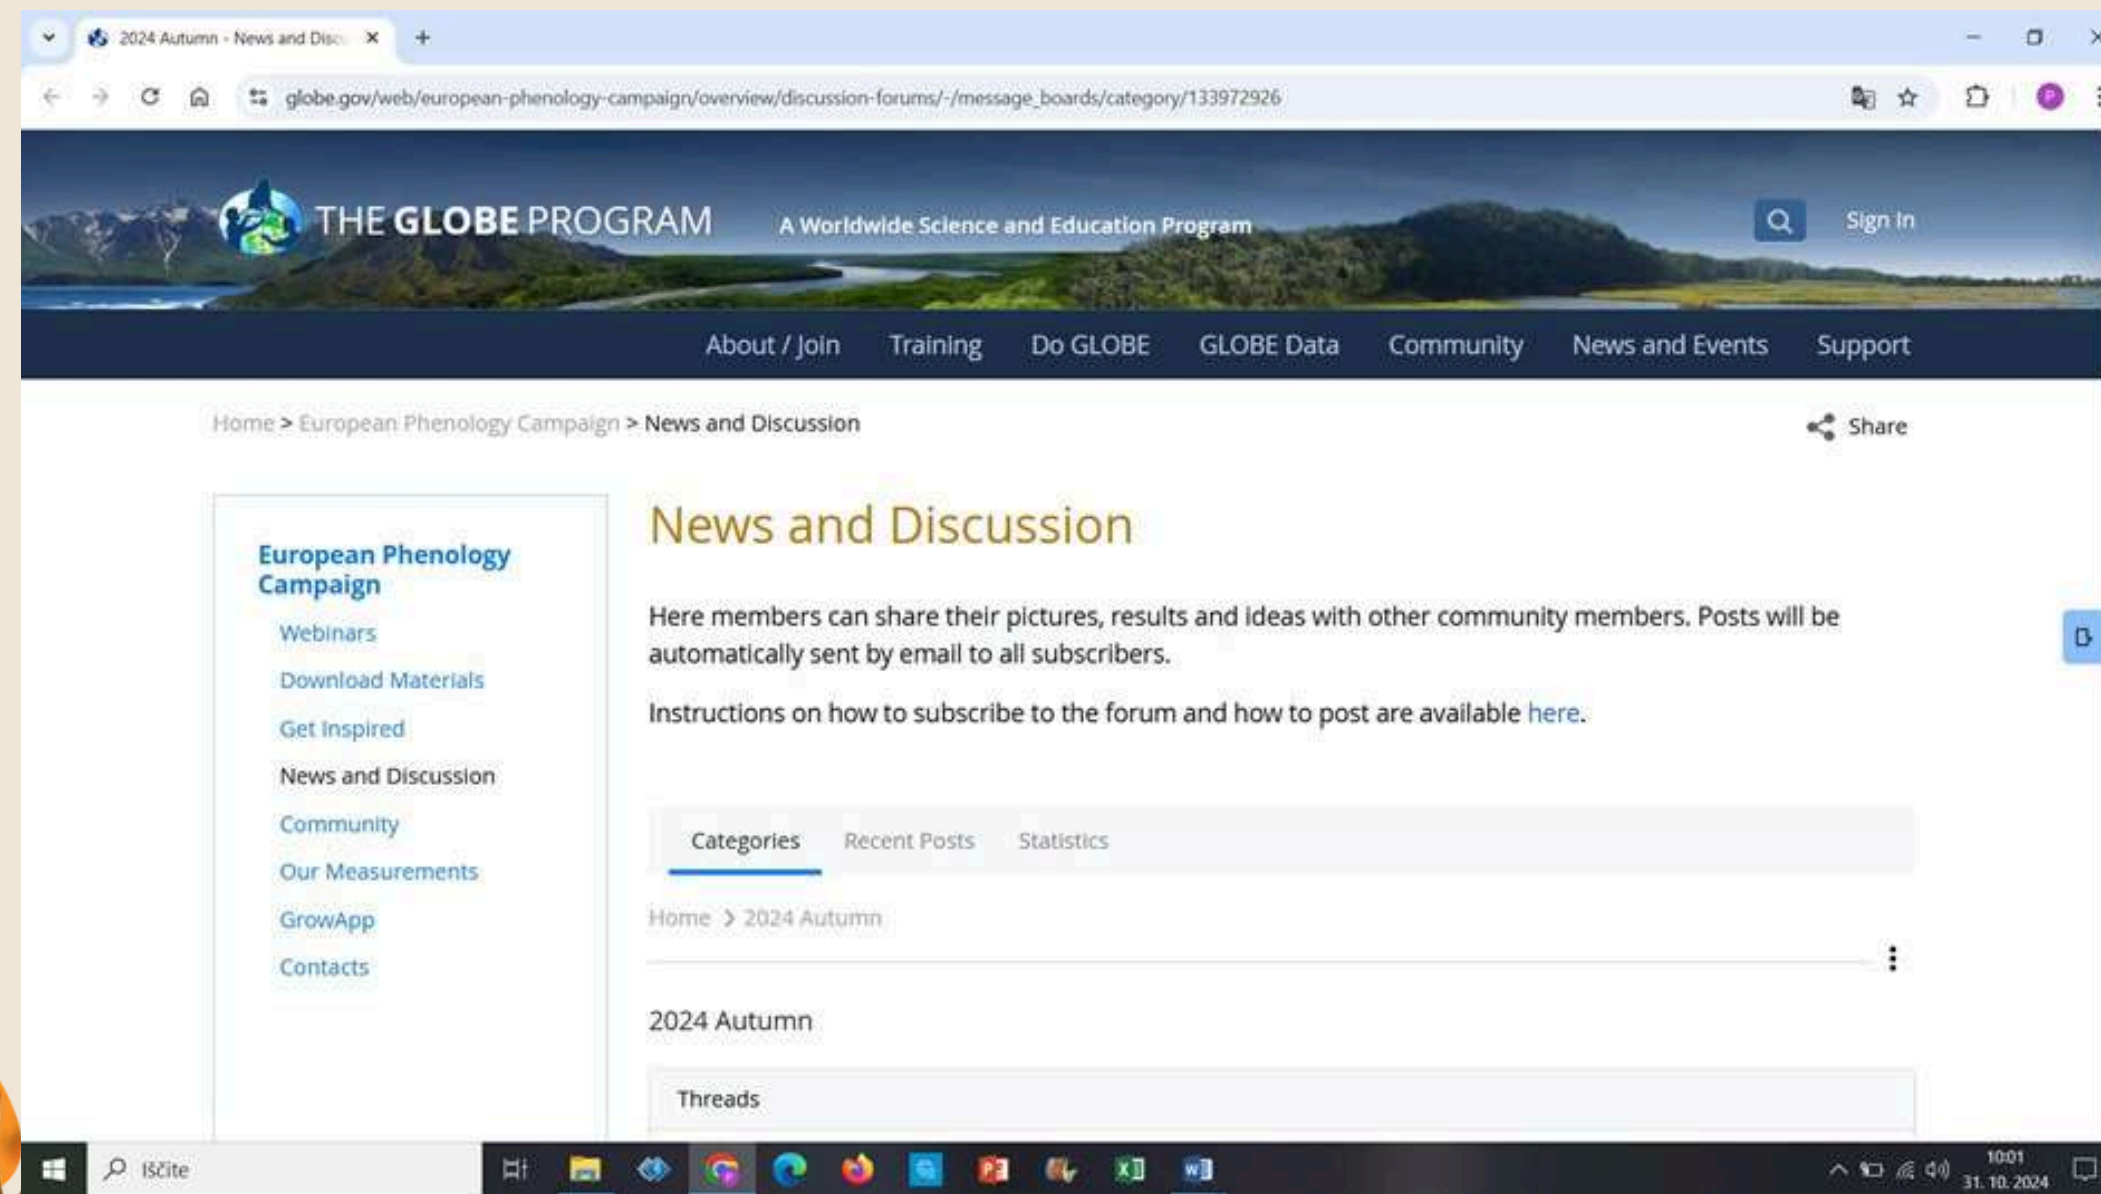 2024 Autumn - News and Disc
globe.gov/web/european-phenology-campaign/overview/discussion-forums/-/message_boards/category/133972926
P
THE GLOBE PROGRAM
A Worldwide Science and Education Program
Sign In
About / Join Training Do GLOBE GLOBE Data Community News and Events Support
Home > European Phenology Campaign > News and Discussion
Share
European Phenology
Campaign
Webinars
Download Materials
Get Inspired
News and Discussion
Community
Our Measurements
GrowApp
Contacts
News and Discussion
Here members can share their pictures, results and ideas with other community members. Posts will be
automatically sent by email to all subscribers.
Instructions on how to subscribe to the forum and how to post are available here.
Categories Recent Posts Statistics
Home > 2024 Autumn
2024 Autumn
Threads
Iščite
10:01
31. 10. 2024